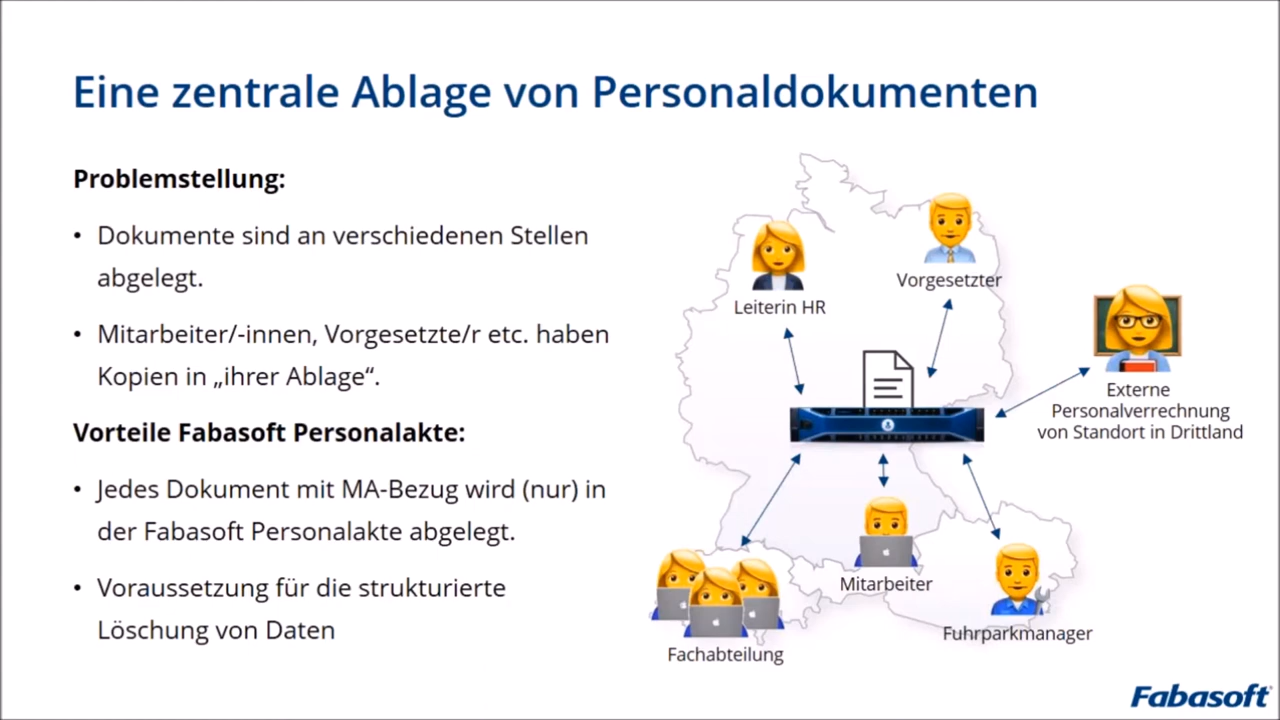 Eine zentrale Ablage von Personaldokumenten
Problemstellung:
• Dokumente sind an verschiedenen Stellen
abgelegt.
• Mitarbeiter/-innen, Vorgesetzte/r etc. haben
Kopien in „ihrer Ablage“.
Vorteile Fabasoft Personalakte:
• Jedes Dokument mit MA-Bezug wird (nur) in
der Fabasoft Personalakte abgelegt.
• Voraussetzung für die strukturierte
Löschung von Daten
Leiterin HR
Vorgesetzter
Externe
Personalverrechnung
von Standort in Drittland
Mitarbeiter
Fuhrparkmanager
Fachabteilung
Fabasoft®